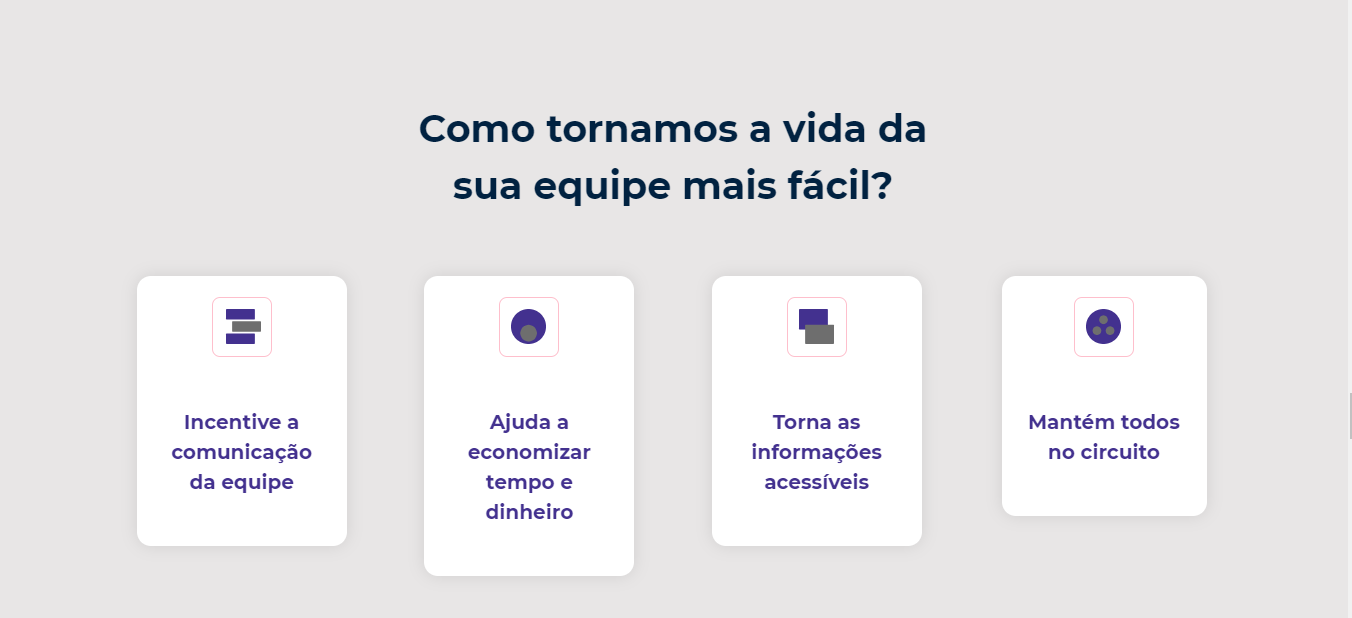 Como tornamos a vida da
sua equipe mais fácil?
Incentive a
comunicação
da equipe
Ajuda a
economizar
tempo e
dinheiro
Torna as
informações
acessíveis
Mantém todos
no circuito